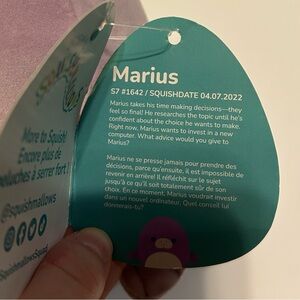 More to Squish!
Encore plus de
peluches à serrer fort !
@squishmallows
Marius
S7 #1642 / SQUISHDATE 04.07.2022
Marius takes his time making decisions—they
feel so final! He researches the topic until he's
confident about the choice he wants to make.
Right now, Marius wants to invest in a new
computer. What advice would you give to
Marius?
Marius ne se presse jamais pour prendre des
décisions, parce qu'ensuite, il est impossible de
revenir en arrière! Il réfléchit sur le sujet
jusqu'à ce qu'il soit totalement sûr de son
choix. En ce moment, Marius veut investir
dans un nouvel ordinateur. Quel conseil lui
donnerais-tu?